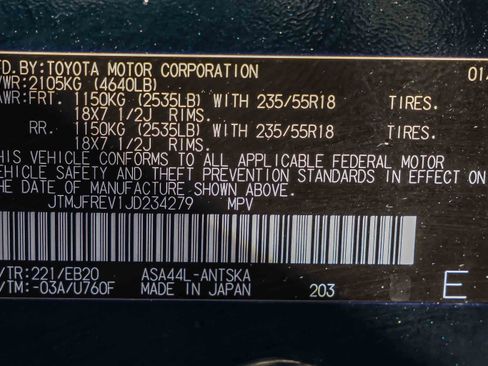 FD.BY:TOYOTA MOTOR CORPORATION 01/
VWR:2105KG (4640LB)
AWR:FRT. 1150KG (2535LB) WITH 235/55R18 TIRES.
18X7 1/2J RIMS.
RR. 1150KG (2535LB) WITH 235/55R18 TIRES.
18X7 1/2J RIMS.
HIS VEHICLE CONFORMS TO ALL APPLICABLE FEDERAL MOTOR
VEHICLE SAFETY AND THEFT PREVENTION STANDARDS IN EFFECT ON
THE DATE OF MANUFACTURE SHOWN ABOVE.
JTMJFREV1JD234279 MPV
/TR:221/EB20 ASA44L-ANTSKA
/TM:-03A/U760F MADE IN JAPAN 203 E